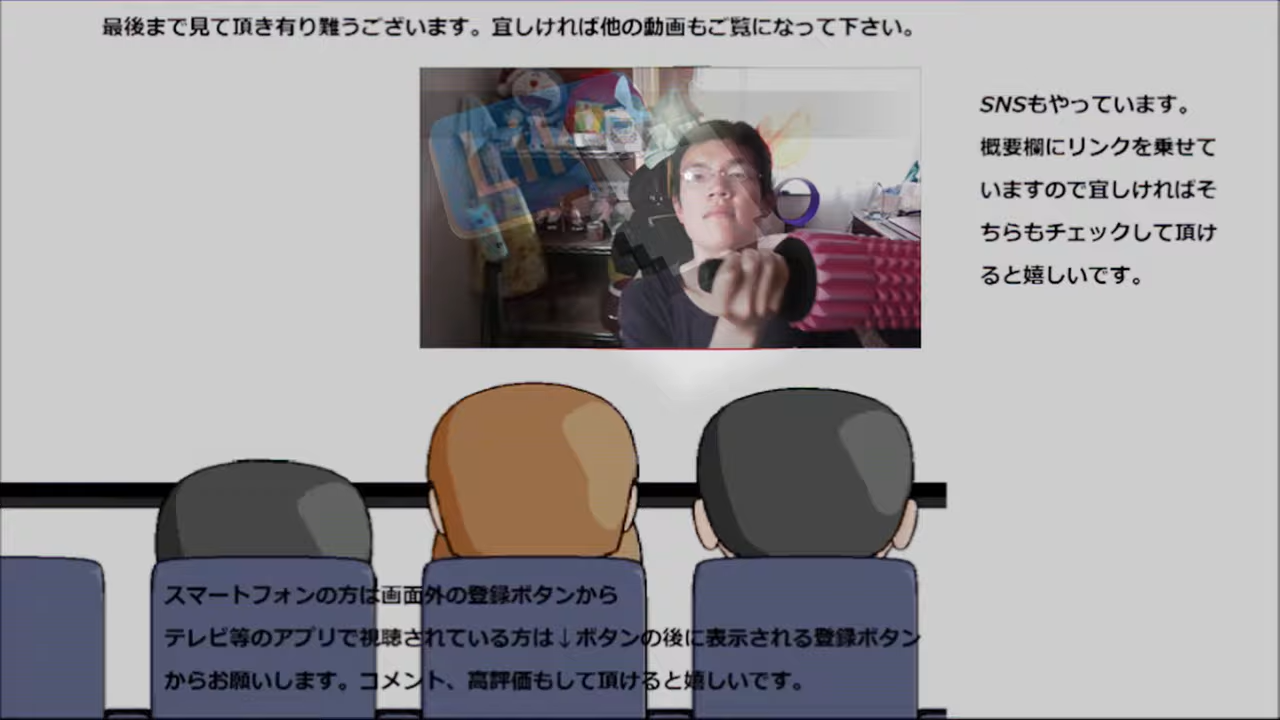 最後まで見て頂き有り難うございます。宜しければ他の動画もご覧になって下さい。
SNSもやっています。
概要欄にリンクを乗せて
いますので宜しければそ
ちらもチェックして頂け
ると嬉しいです。
スマートフォンの方は画面外の登録ボタンから
テレビ等のアプリで視聴されている方は↓ボタンの後に表示される登録ボタン
からお願いします。コメント、高評価もして頂けると嬉しいです。